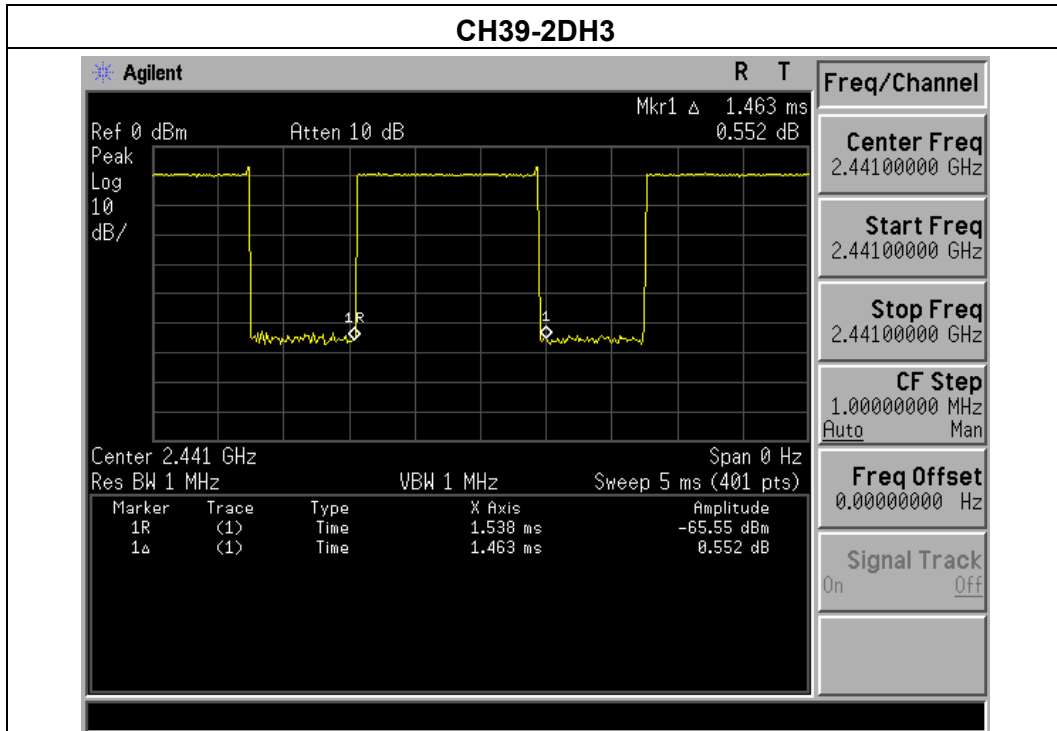 CH39-2DH3
Agilent R T
Mkr1 Δ 1.463 ms
Ref 0 dBm Atten 10 dB 0.552 dB
Peak
Log
10
dB/
1R
1
Center 2.441 GHz Span 0 Hz
Res BW 1 MHz VBW 1 MHz Sweep 5 ms (401 pts)
Marker Trace Type X Axis Amplitude
1R (1) Time 1.538 ms -65.55 dBm
1Δ (1) Time 1.463 ms 0.552 dB
Freq/Channel
Center Freq
2.44100000 GHz
Start Freq
2.44100000 GHz
Stop Freq
2.44100000 GHz
CF Step
1.00000000 MHz
Auto Man
Freq Offset
0.00000000 Hz
Signal Track
On Off